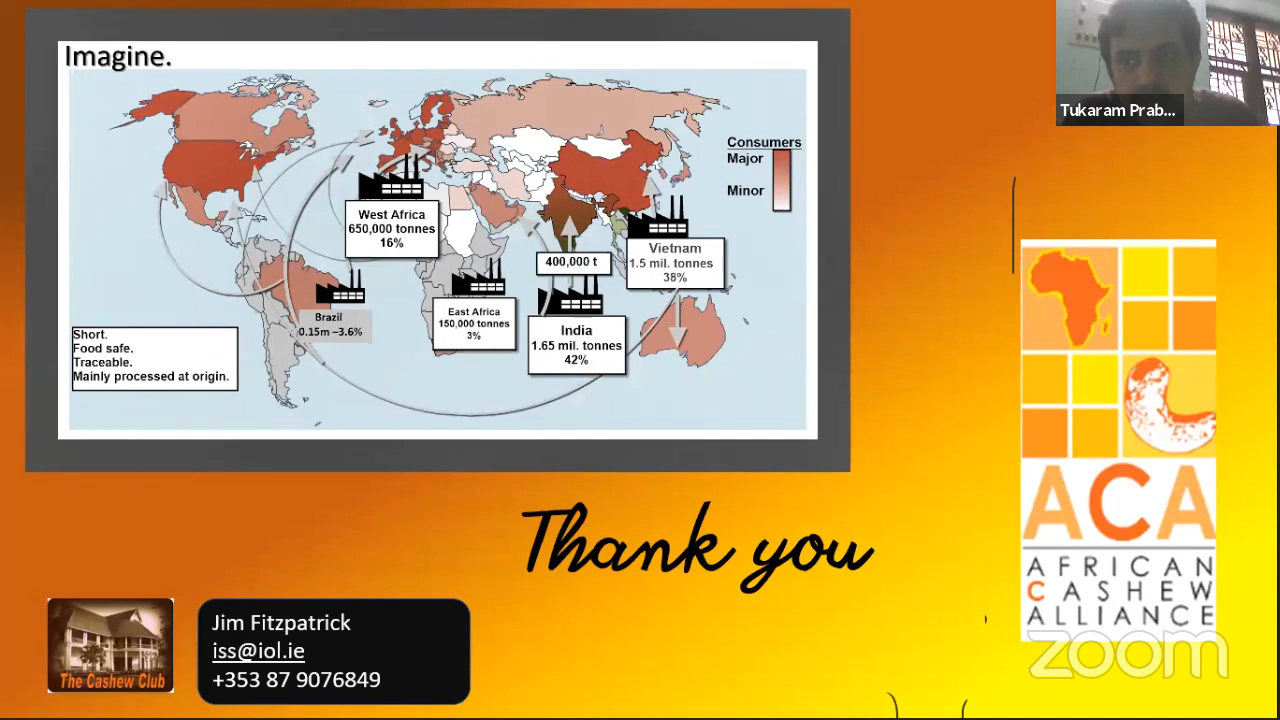 Imagine.
Consumers
Major
Minor
West Africa
650,000 tonnes
16%
Vietnam
1.5 mil. tonnes
38%
400,000 t
East Africa
150,000 tonnes
3%
India
1.65 mil. tonnes
42%
Brazil
0.15m –3.6%
Short.
Food safe.
Traceable.
Mainly processed at origin.
Tukaram Prab...
Thank you
The Cashew Club
Jim Fitzpatrick
iss@iol.ie
+353 87 9076849
ACA
AFRICAN
CASHEW
ALLIANCE
zoom